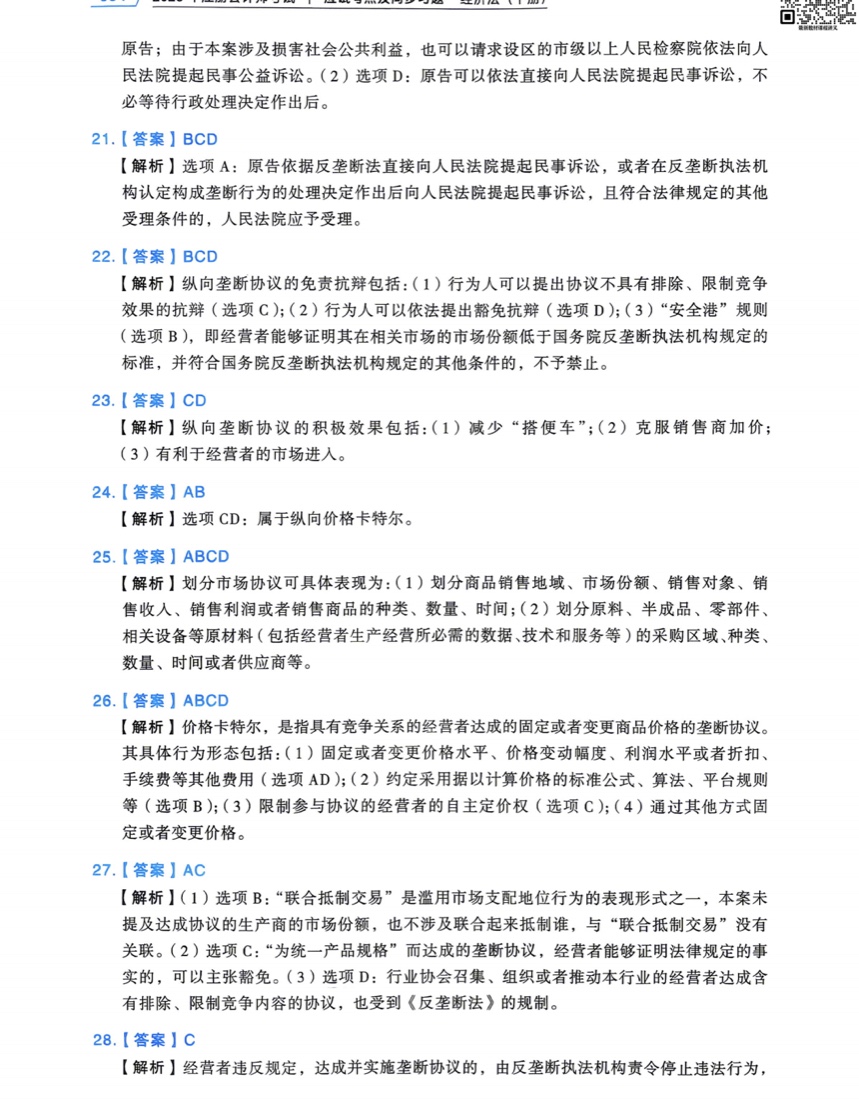 原告；由于本案涉及损害社会公共利益，也可以请求设区的市级以上人民检察院依法向人
民法院提起民事公益诉讼。（2）选项 D：原告可以依法直接向人民法院提起民事诉讼，不
必等待行政处理决定作出后。
21.【答案】BCD
【解析】选项 A：原告依据反垄断法直接向人民法院提起民事诉讼，或者在反垄断执法机
构认定构成垄断行为的处理决定作出后向人民法院提起民事诉讼，且符合法律规定的其他
受理条件的，人民法院应予受理。
22.【答案】BCD
【解析】纵向垄断协议的免责抗辩包括：（1）行为人可以提出协议不具有排除、限制竞争
效果的抗辩（选项 C）；（2）行为人可以依法提出豁免抗辩（选项 D）；（3）“安全港”规则
（选项 B），即经营者能够证明其在相关市场的市场份额低于国务院反垄断执法机构规定的
标准，并符合国务院反垄断执法机构规定的其他条件的，不予禁止。
23.【答案】CD
【解析】纵向垄断协议的积极效果包括：（1）减少“搭便车”；（2）克服销售商加价；
（3）有利于经营者的市场进入。
24.【答案】AB
【解析】选项 CD：属于纵向价格卡特尔。
25.【答案】ABCD
【解析】划分市场协议可具体表现为：（1）划分商品销售地域、市场份额、销售对象、销
售收入、销售利润或者销售商品的种类、数量、时间；（2）划分原料、半成品、零部件、
相关设备等原材料（包括经营者生产经营所必需的数据、技术和服务等）的采购区域、种类、
数量、时间或者供应商等。
26.【答案】ABCD
【解析】价格卡特尔，是指具有竞争关系的经营者达成的固定或者变更商品价格的垄断协议。
其具体行为形态包括：（1）固定或者变更价格水平、价格变动幅度、利润水平或者折扣、
手续费等其他费用（选项 AD）；（2）约定采用据以计算价格的标准公式、算法、平台规则
等（选项 B）；（3）限制参与协议的经营者的自主定价权（选项 C）；（4）通过其他方式固
定或者变更价格。
27.【答案】AC
【解析】（1）选项 B：“联合抵制交易”是滥用市场支配地位行为的表现形式之一，本案未
提及达成协议的生产商的市场份额，也不涉及联合起来抵制谁，与“联合抵制交易”没有
关联。（2）选项 C：“为统一产品规格”而达成的垄断协议，经营者能够证明法律规定的事
实的，可以主张豁免。（3）选项 D：行业协会召集、组织或者推动本行业的经营者达成含
有排除、限制竞争内容的协议，也受到《反垄断法》的规制。
28.【答案】C
【解析】经营者违反规定，达成并实施垄断协议的，由反垄断执法机构责令停止违法行为，